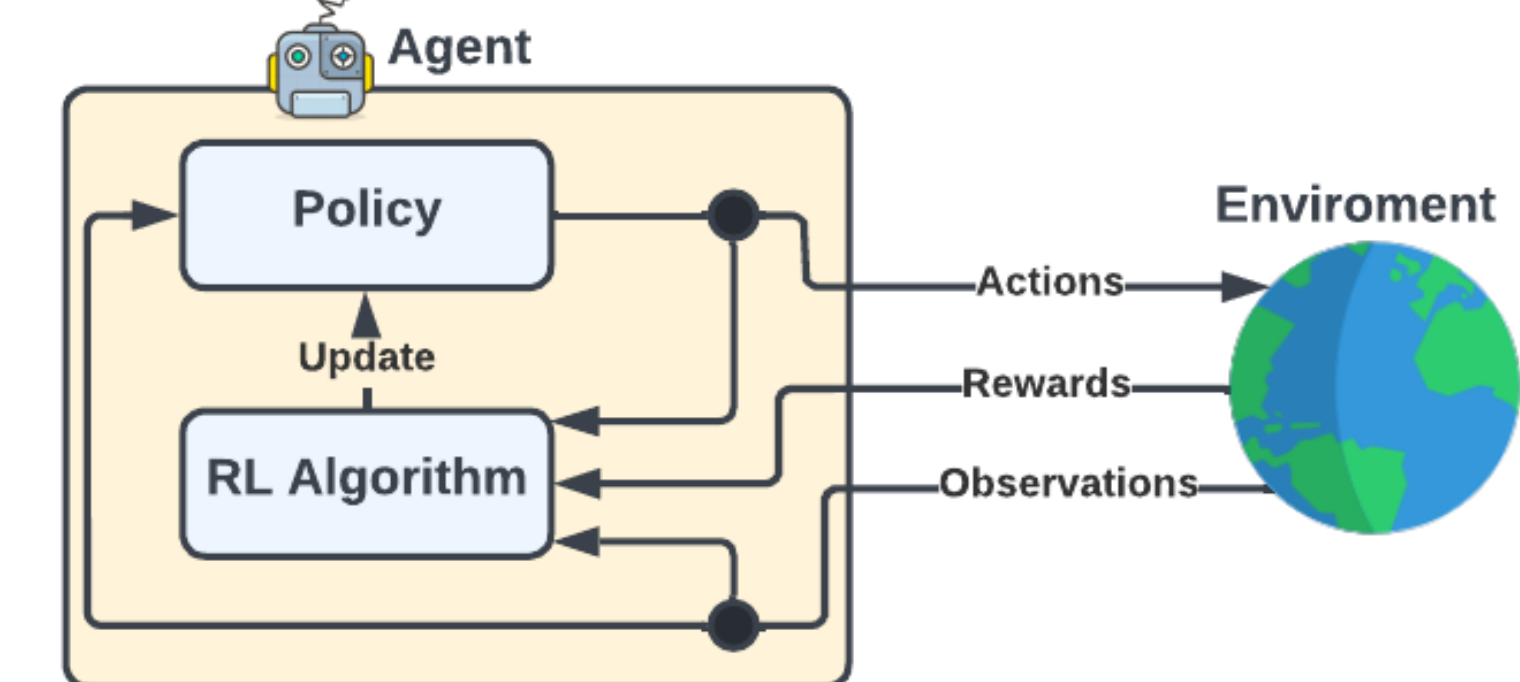 Agent
Policy
Enviroment
Actions
Update
Rewards
RL Algorithm
Observations